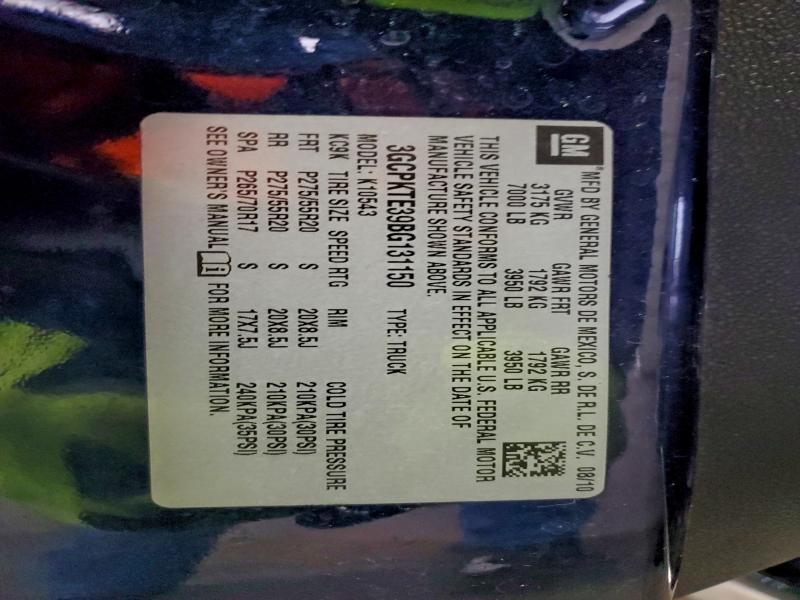 GM
MFD BY GENERAL MOTORS DE MEXICO, S. DE R.L. DE C.V. 08/10
GVWR GAWR FRT GAWR RR
3175 KG 1792 KG 1792 KG
7000 LB 3950 LB 3950 LB
THIS VEHICLE CONFORMS TO ALL APPLICABLE U.S. FEDERAL MOTOR
VEHICLE SAFETY STANDARDS IN EFFECT ON THE DATE OF
MANUFACTURE SHOWN ABOVE.
3GCPKTE30BG131150 TYPE: TRUCK
MODEL: K10543
KC9K TIRE SIZE SPEED RTG RIM COLD TIRE PRESSURE
FRT P275/55R20 S 20X8.5J 210KPA(30PSI)
RR P275/55R20 S 20X8.5J 210KPA(30PSI)
SPA P265/70R17 S 17X7.5J 240KPA(35PSI)
SEE OWNER'S MANUAL FOR MORE INFORMATION.